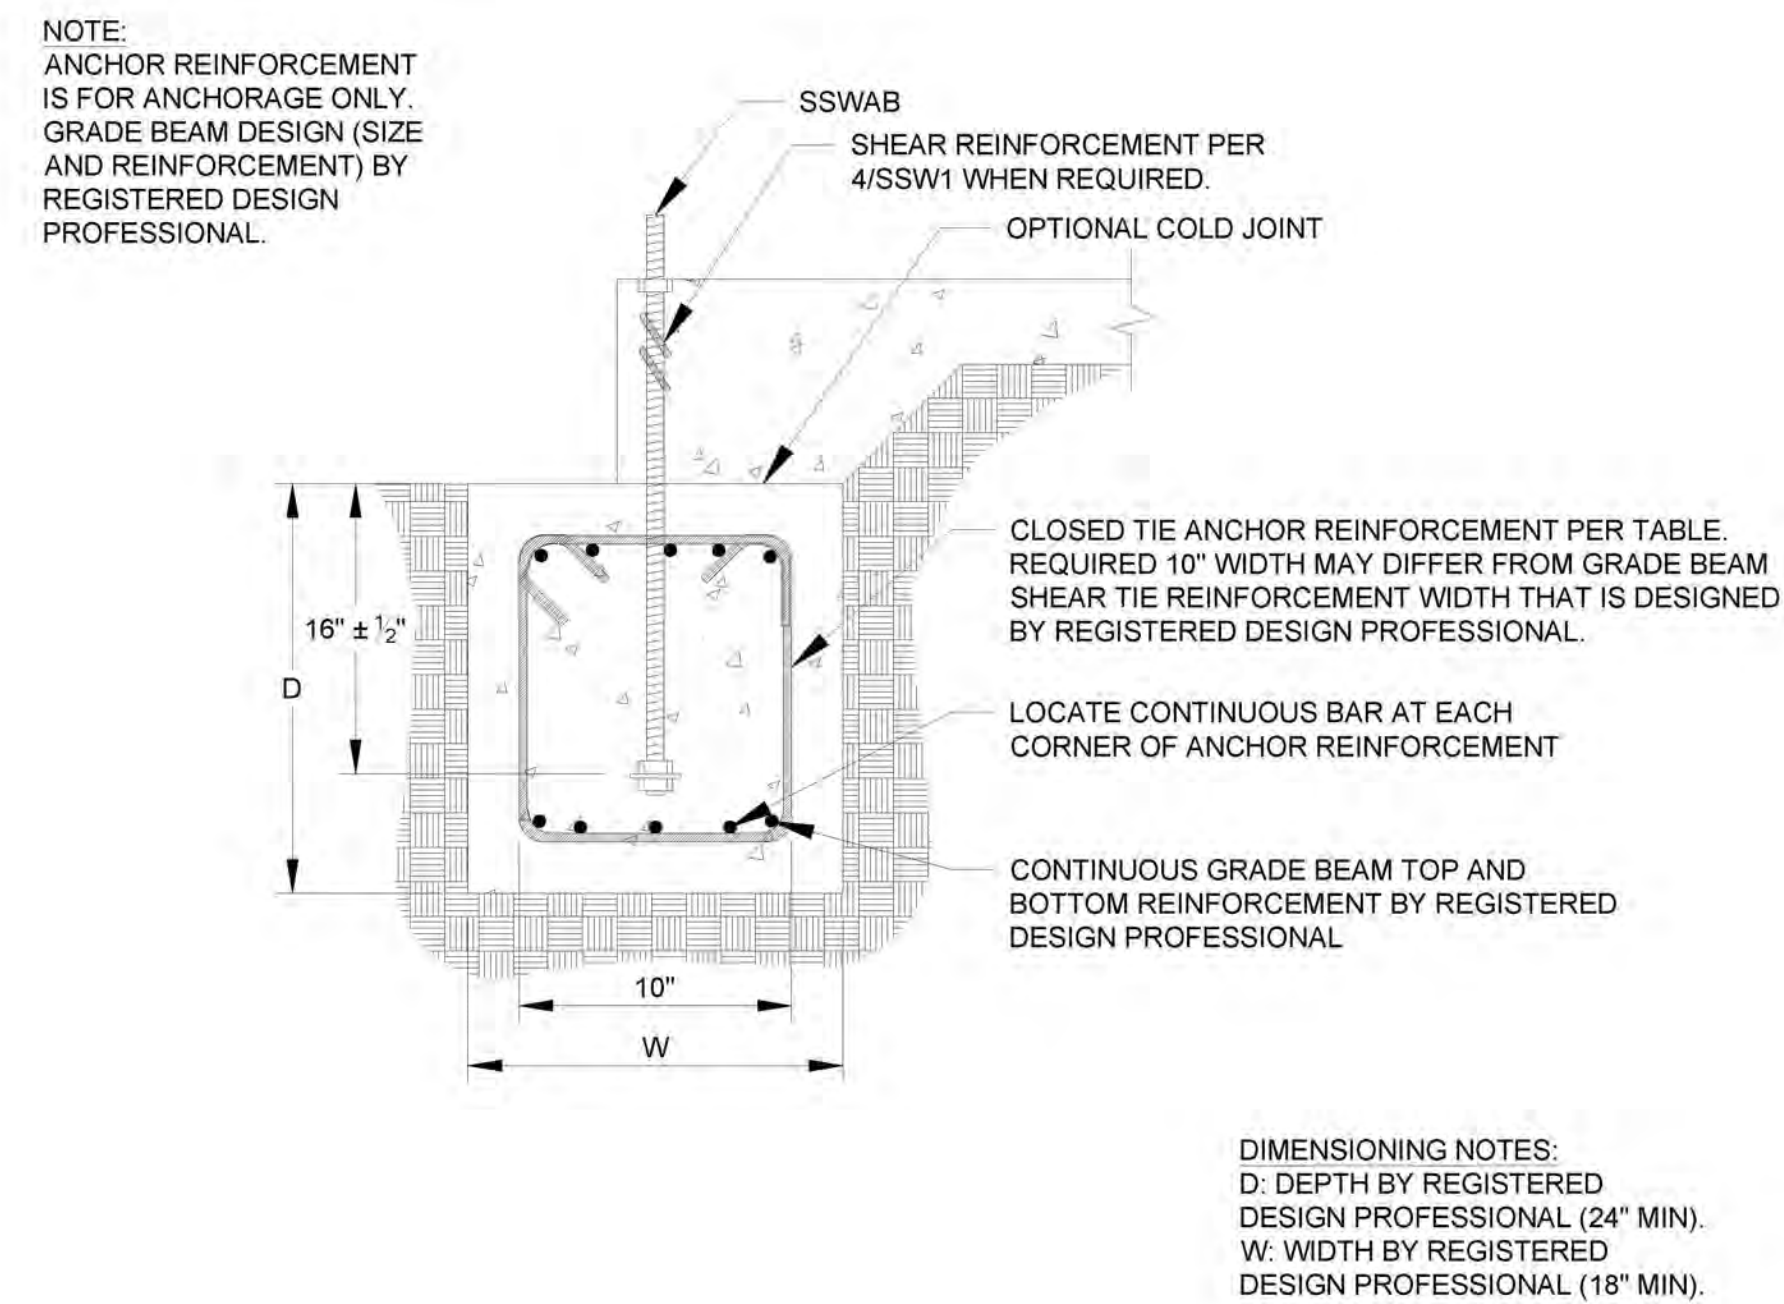 NOTE:
ANCHOR REINFORCEMENT
IS FOR ANCHORAGE ONLY.
GRADE BEAM DESIGN (SIZE
AND REINFORCEMENT) BY
REGISTERED DESIGN
PROFESSIONAL.
SSWAB
SHEAR REINFORCEMENT PER
4/SSW1 WHEN REQUIRED.
OPTIONAL COLD JOINT
CLOSED TIE ANCHOR REINFORCEMENT PER TABLE.
REQUIRED 10" WIDTH MAY DIFFER FROM GRADE BEAM
SHEAR TIE REINFORCEMENT WIDTH THAT IS DESIGNED
BY REGISTERED DESIGN PROFESSIONAL.
16" ± 1/2"
D
LOCATE CONTINUOUS BAR AT EACH
CORNER OF ANCHOR REINFORCEMENT
CONTINUOUS GRADE BEAM TOP AND
BOTTOM REINFORCEMENT BY REGISTERED
DESIGN PROFESSIONAL
10"
W
DIMENSIONING NOTES:
D: DEPTH BY REGISTERED
DESIGN PROFESSIONAL (24" MIN).
W: WIDTH BY REGISTERED
DESIGN PROFESSIONAL (18" MIN).